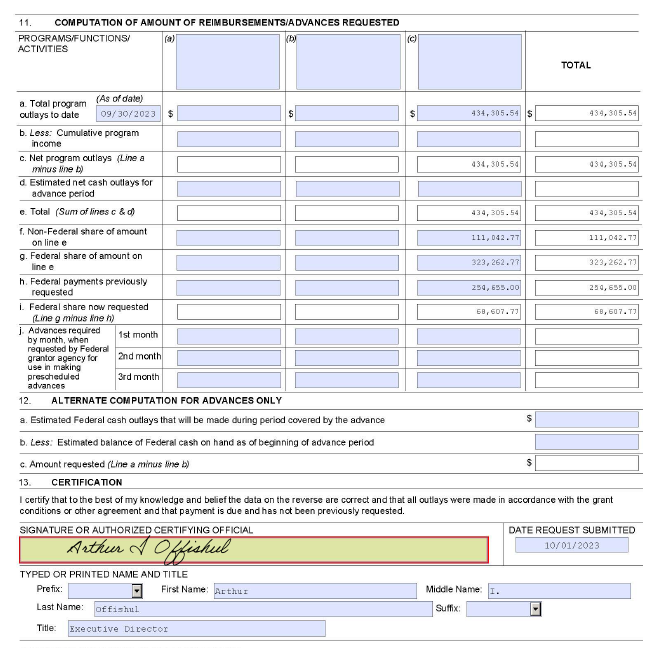 11. COMPUTATION OF AMOUNT OF REIMBURSEMENTS/ADVANCES REQUESTED
PROGRAMS/FUNCTIONS/ (a) (b) (c)
ACTIVITIES
TOTAL
a. Total program (As of date)
outlays to date 09/30/2023 $ $ $ 434,305.54 $ 434,305.54
b. Less: Cumulative program
income
c. Net program outlays (Line a
minus line b) 434,305.54 434,305.54
d. Estimated net cash outlays for
advance period
e. Total (Sum of lines c & d) 434,305.54 434,305.54
f. Non-Federal share of amount
on line e 111,042.77 111,042.77
g. Federal share of amount on
line e 323,262.77 323,262.77
h. Federal payments previously
requested 254,655.00 254,655.00
i. Federal share now requested
(Line g minus line h) 68,607.77 68,607.77
j. Advances required
by month, when
requested by Federal
grantor agency for
use in making
prescheduled
advances
1st month
2nd month
3rd month
12. ALTERNATE COMPUTATION FOR ADVANCES ONLY
a. Estimated Federal cash outlays that will be made during period covered by the advance $
b. Less: Estimated balance of Federal cash on hand as of beginning of advance period
c. Amount requested (Line a minus line b) $
13. CERTIFICATION
I certify that to the best of my knowledge and belief the data on the reverse are correct and that all outlays were made in accordance with the grant
conditions or other agreement and that payment is due and has not been previously requested.
SIGNATURE OR AUTHORIZED CERTIFYING OFFICIAL DATE REQUEST SUBMITTED
Arthur I Offishul 10/01/2023
TYPED OR PRINTED NAME AND TITLE
Prefix: First Name: Arthur Middle Name: I.
Last Name: Offishul Suffix:
Title: Executive Director